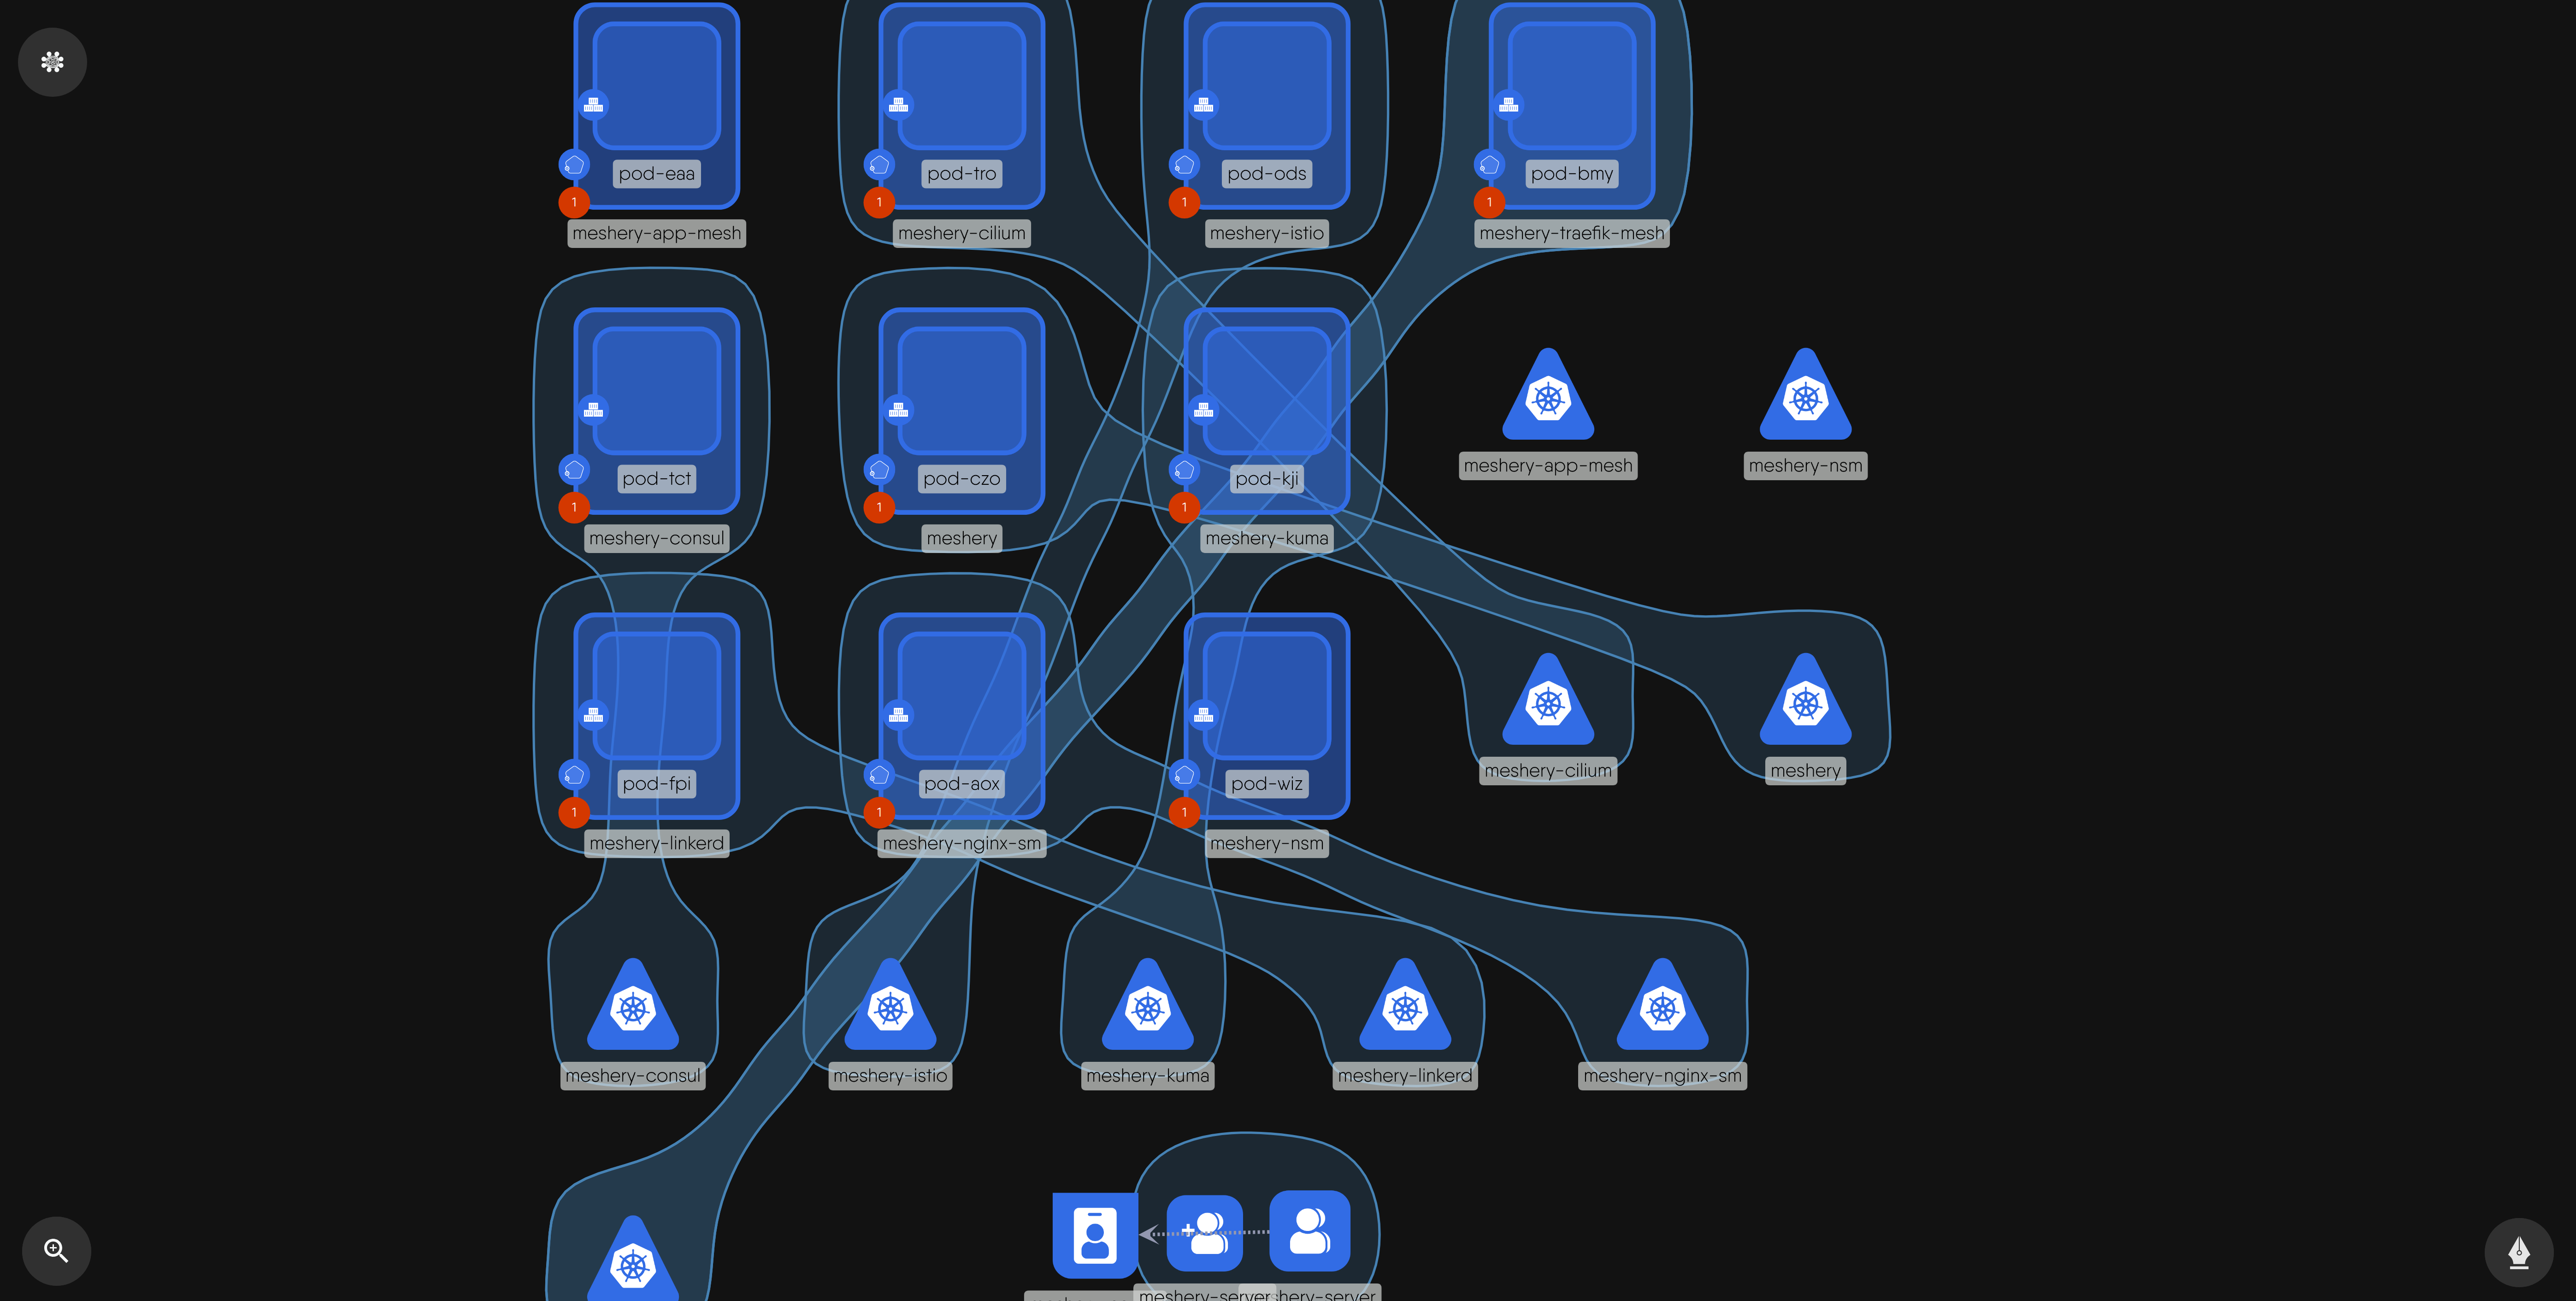 pod-eaa
1
meshery-app-mesh
pod-tro
1
meshery-cilium
pod-ods
1
meshery-istio
pod-bmy
1
meshery-traefik-mesh
pod-tct
1
meshery-consul
pod-czo
1
meshery
pod-kji
1
meshery-kuma
meshery-app-mesh
meshery-nsm
pod-fpi
1
meshery-linkerd
pod-aox
1
meshery-nginx-sm
pod-wiz
1
meshery-nsm
meshery-cilium
meshery
meshery-consul
meshery-istio
meshery-kuma
meshery-linkerd
meshery-nginx-sm
meshery-server
shery-server